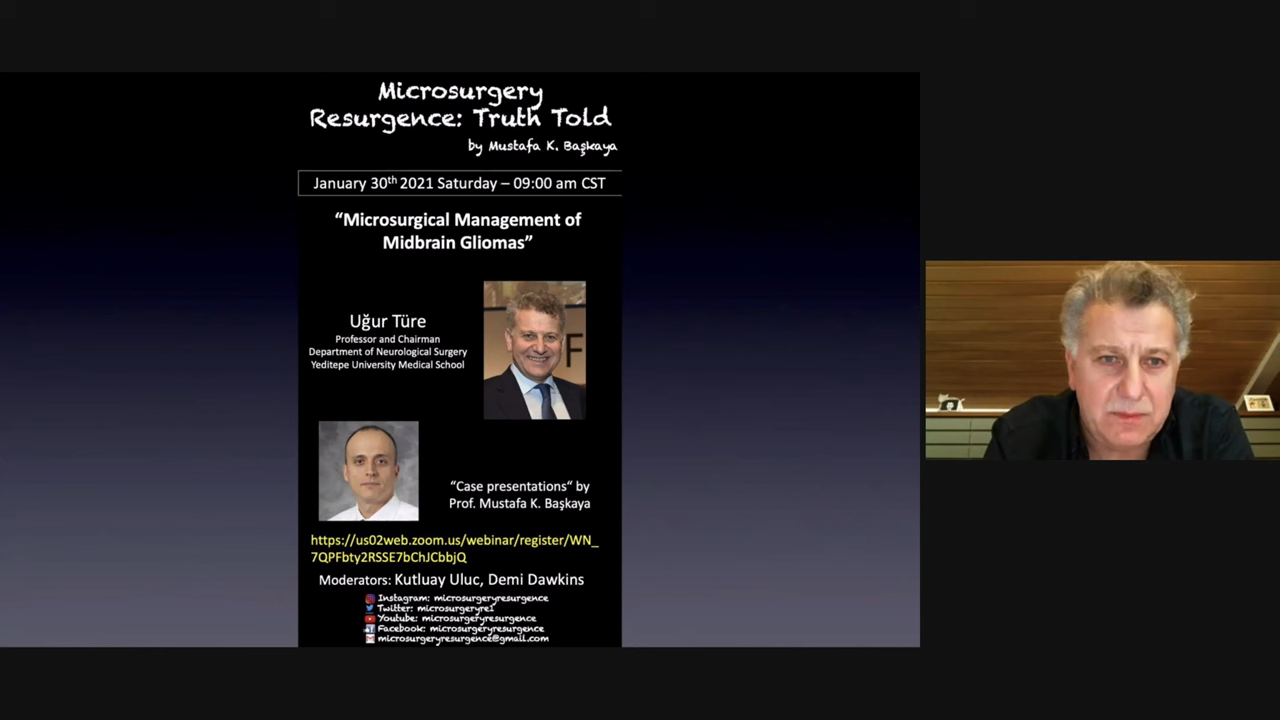 Microsurgery
Resurgence: Truth Told
by Mustafa K. Başkaya
January 30th 2021 Saturday – 09:00 am CST
“Microsurgical Management of
Midbrain Gliomas”
Uğur Türe
Professor and Chairman
Department of Neurological Surgery
Yeditepe University Medical School
F
“Case presentations“ by
Prof. Mustafa K. Başkaya
https://us02web.zoom.us/webinar/register/WN_
7QPFbty2RSSE7bChJCbbjQ
Moderators: Kutluay Uluc, Demi Dawkins
Instagram: microsurgeryresurgence
Twitter: microsurgeryre1
Youtube: microsurgeryresurgence
Facebook: microsurgeryresurgence
microsurgeryresurgence@gmail.com